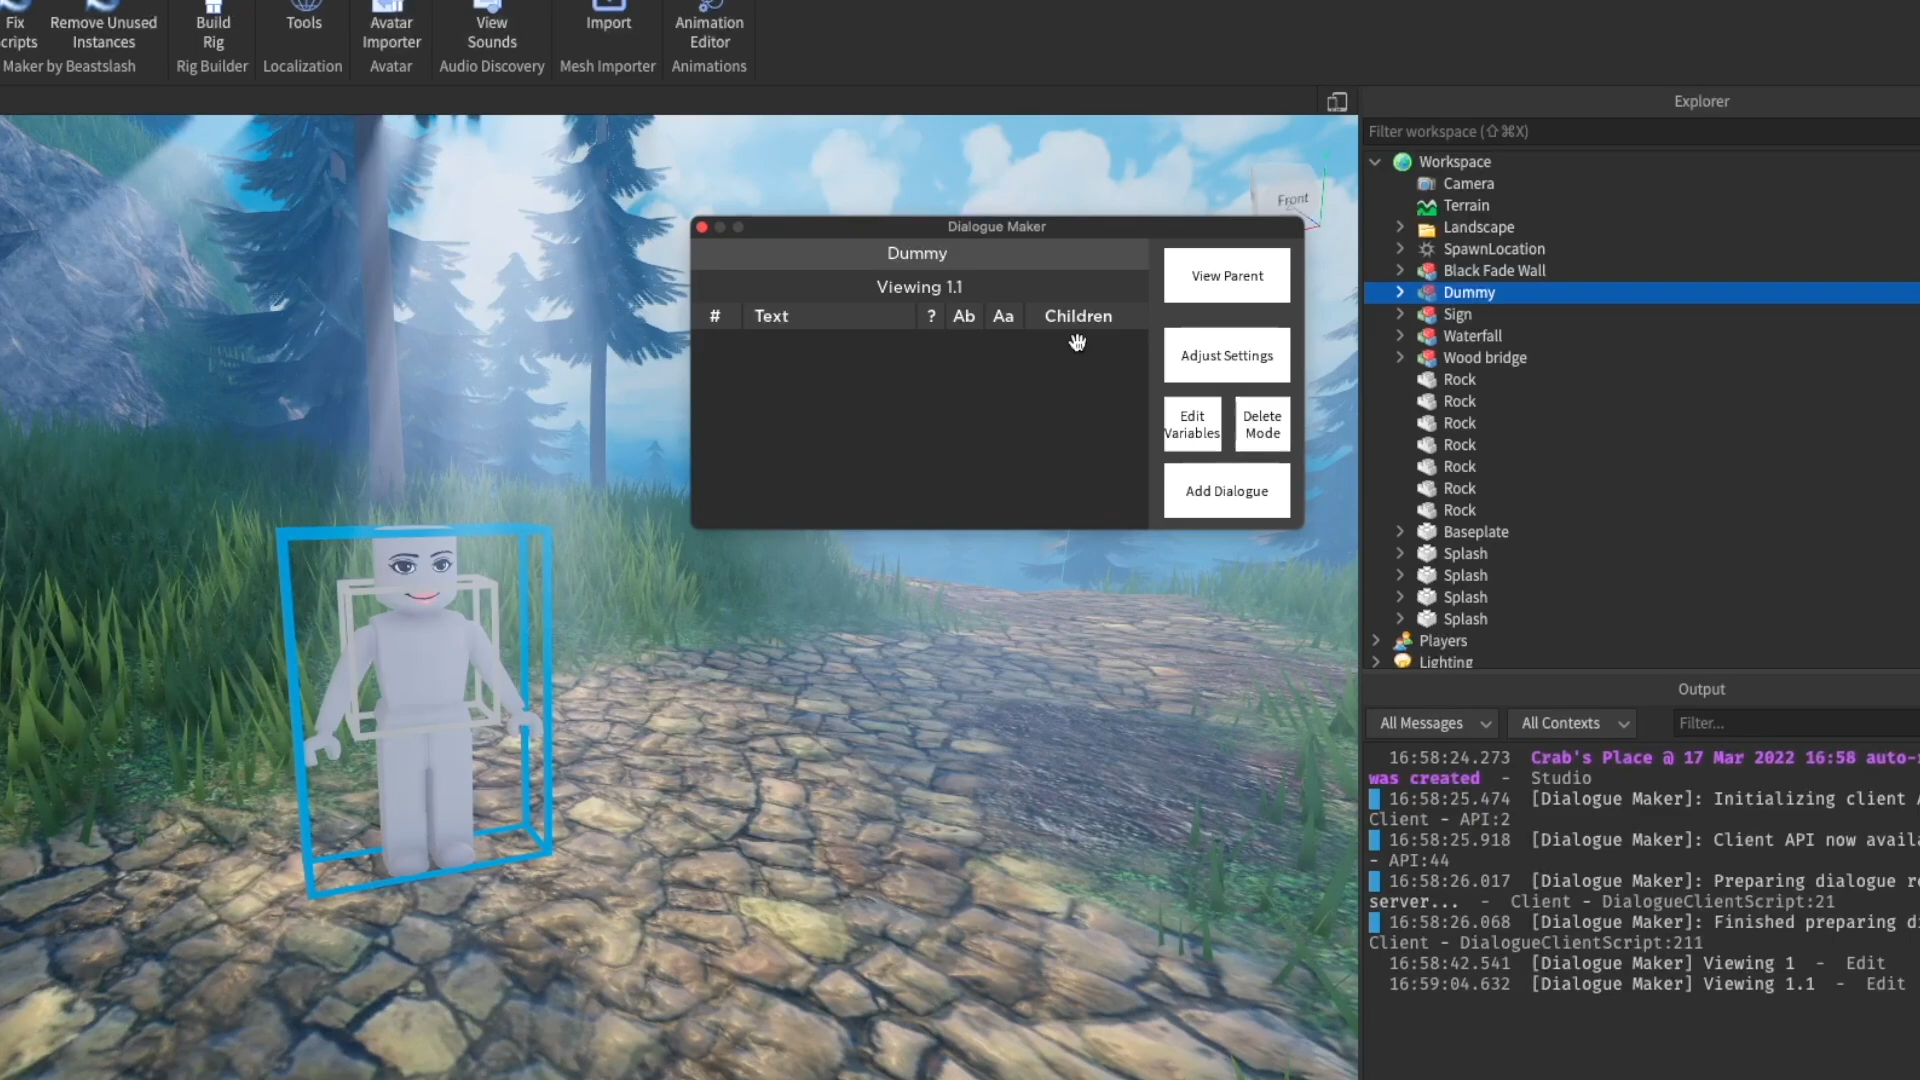 Fix
cripts
Remove Unused
Instances
Maker by Beastslash
Build
Rig
Rig Builder
Tools
Localization
Avatar
Importer
Avatar
View
Sounds
Audio Discovery
Import
Mesh Importer
Animation
Editor
Animations
Front
Dialogue Maker
Dummy
Viewing 1.1
# Text ? Ab Aa Children
View Parent
Adjust Settings
Edit
Variables
Delete
Mode
Add Dialogue
Explorer
Filter workspace (⇧⌘X)
Workspace
Camera
Terrain
Landscape
SpawnLocation
Black Fade Wall
Dummy
Sign
Waterfall
Wood bridge
Rock
Rock
Rock
Rock
Rock
Rock
Rock
Baseplate
Splash
Splash
Splash
Splash
Players
Lighting
Output
All Messages All Contexts Filter...
16:58:24.273 Crab's Place @ 17 Mar 2022 16:58 auto-
was created - Studio
16:58:25.474 [Dialogue Maker]: Initializing client
Client - API:2
16:58:25.918 [Dialogue Maker]: Client API now avail
- API:44
16:58:26.017 [Dialogue Maker]: Preparing dialogue
server... - Client - DialogueClientScript:21
16:58:26.068 [Dialogue Maker]: Finished preparing
Client - DialogueClientScript:211
16:58:42.541 [Dialogue Maker] Viewing 1 - Edit
16:59:04.632 [Dialogue Maker] Viewing 1.1 - Edit